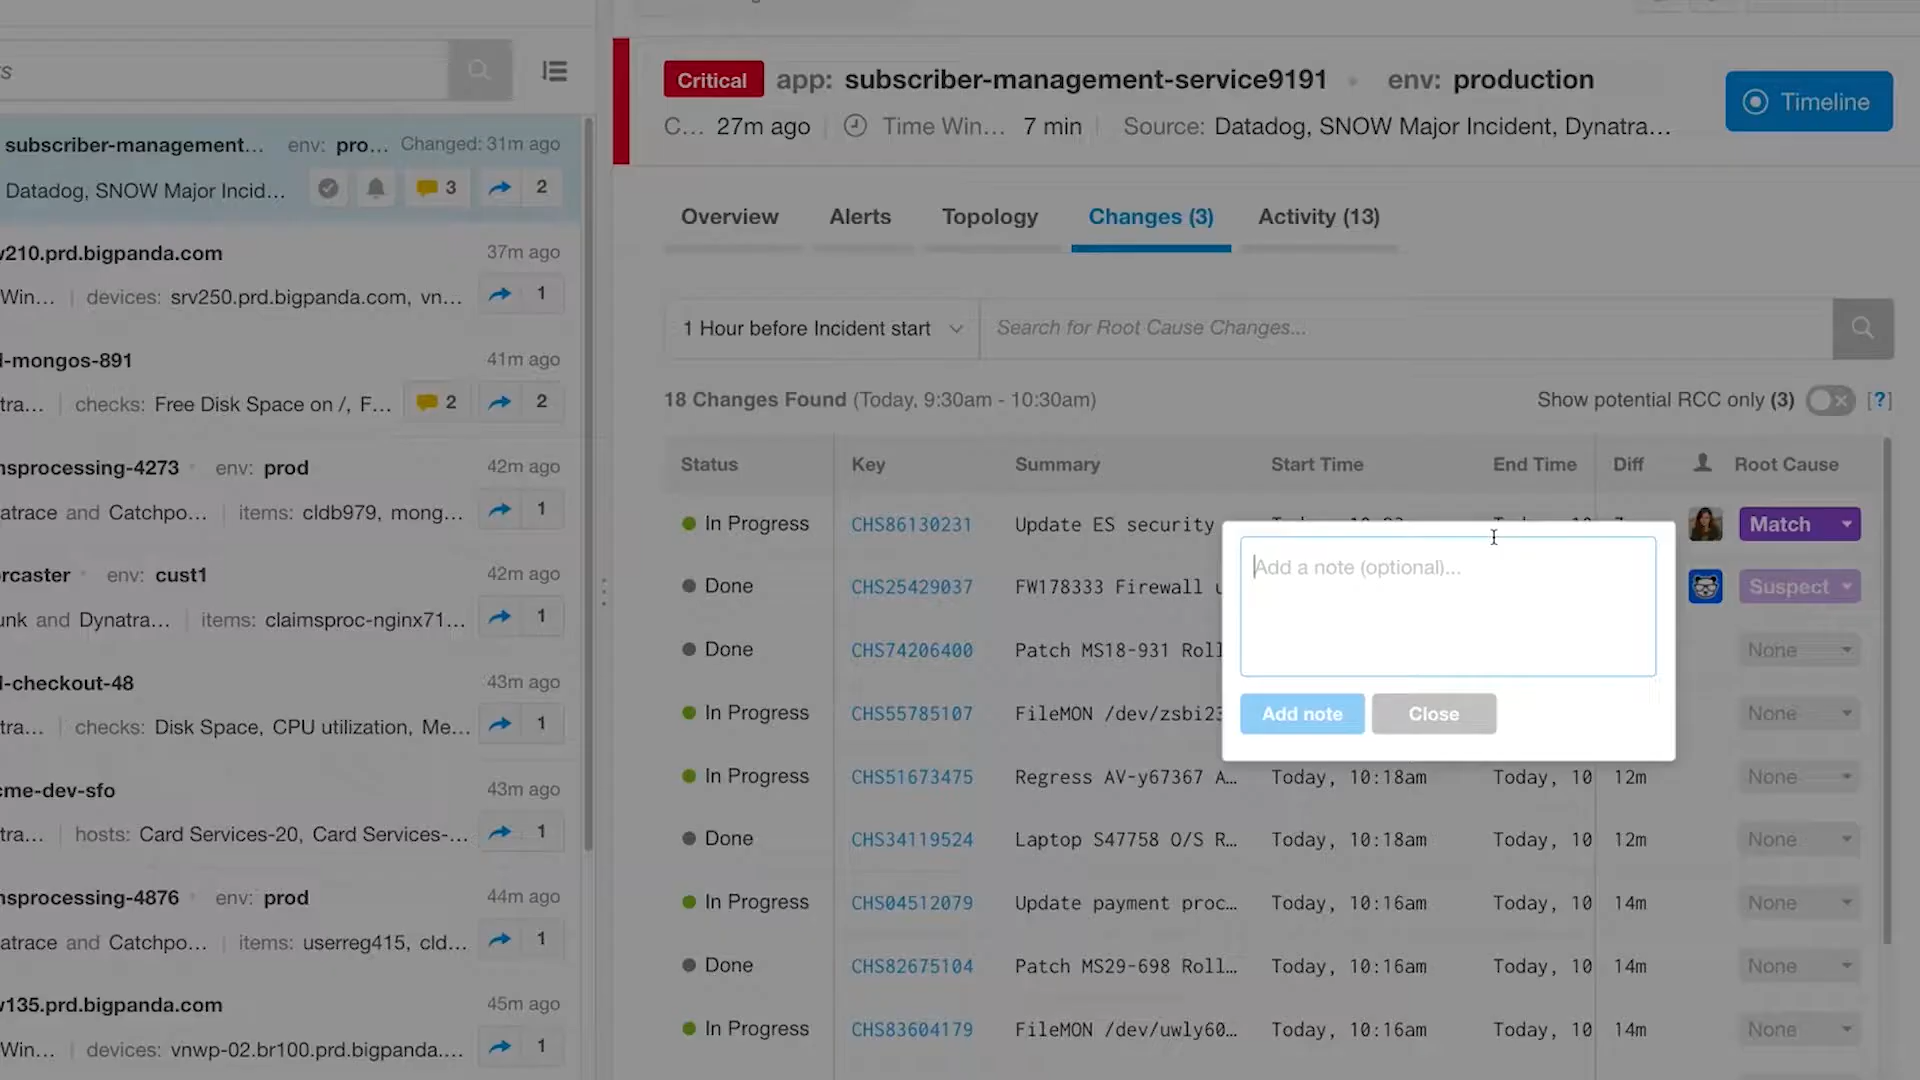 s
subscriber-management... env: pro... Changed: 31m ago
Datadog, SNOW Major Incid... 3 2
v210.prd.bigpanda.com 37m ago
Win... | devices: srv250.prd.bigpanda.com, vn... 1
l-mongos-891 41m ago
tra... | checks: Free Disk Space on /, F... 2 2
nsprocessing-4273 • env: prod 42m ago
atrace and Catchpo... | items: cldb979, mong... 1
orcaster • env: cust1 42m ago
unk and Dynatra... | items: claimsproc-nginx71... 1
l-checkout-48 43m ago
tra... | checks: Disk Space, CPU utilization, Me... 1
cme-dev-sfo 43m ago
tra... | hosts: Card Services-20, Card Services-... 1
nsprocessing-4876 • env: prod 44m ago
atrace and Catchpo... | items: userreg415, cld... 1
v135.prd.bigpanda.com 45m ago
Win... | devices: vnwp-02.br100.prd.bigpanda.... 1
Critical app: subscriber-management-service9191 • env: production
C... 27m ago | Time Win... 7 min | Source: Datadog, SNOW Major Incident, Dynatra...
Timeline
Overview Alerts Topology Changes (3) Activity (13)
1 Hour before Incident start Search for Root Cause Changes...
18 Changes Found (Today, 9:30am - 10:30am) Show potential RCC only (3) [?]
Status Key Summary Start Time End Time Diff Root Cause
In Progress CHS86130231 Update ES security Match
Done CHS25429037 FW178333 Firewall Suspect
Done CHS74206400 Patch MS18-931 Roll None
In Progress CHS55785107 FileMON /dev/zsbi23 None
In Progress CHS51673475 Regress AV-y67367 A... Today, 10:18am Today, 10 12m None
Done CHS34119524 Laptop S47758 O/S R... Today, 10:18am Today, 10 12m None
In Progress CHS04512079 Update payment proc... Today, 10:16am Today, 10 14m None
Done CHS82675104 Patch MS29-698 Roll... Today, 10:16am Today, 10 14m None
In Progress CHS83604179 FileMON /dev/uwly60... Today, 10:16am Today, 10 14m None
Add a note (optional)...
Add note Close